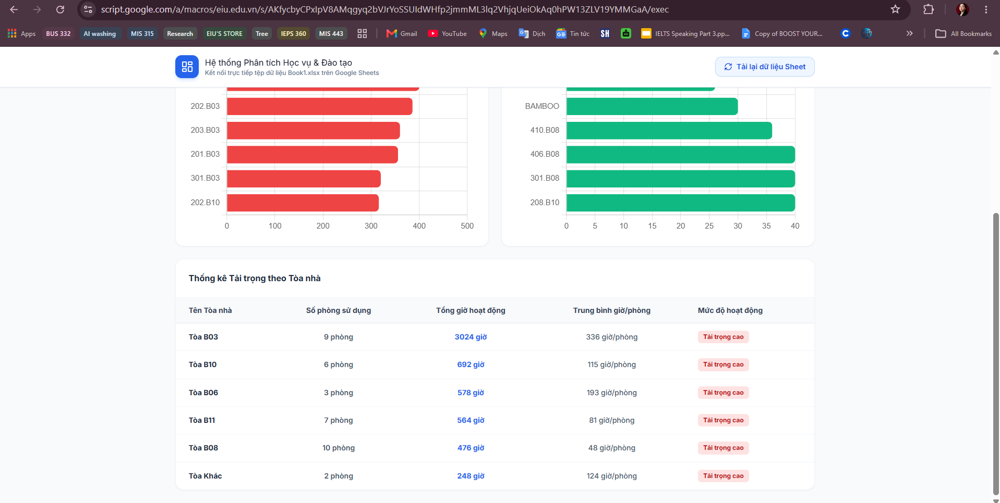 script.google.com/a/macros/eiu.edu.vn/s/AKfycbyCPxIpV8AMqgyq2bVJrYoSSUIdWHfp2jmmML3lq2VhjqUeiOkAq0hPW13ZLV19YMMGaA/exec
Apps BUS 332 AI washing MIS 315 Research EIU'S STORE Tree IEPS 360 MIS 443 Gmail YouTube Maps Dịch Tin tức SH IELTS Speaking Part 3.pp... Copy of BOOST YOUR... C All Bookmarks
Hệ thống Phân tích Học vụ & Đào tạo
Kết nối trực tiếp tệp dữ liệu Book1.xlsx trên Google Sheets
Tải lại dữ liệu Sheet
202.B03
203.B03
201.B03
301.B03
202.B10
0 100 200 300 400 500
BAMBOO
410.B08
406.B08
301.B08
208.B10
0 5 10 15 20 25 30 35 40
Thống kê Tải trọng theo Tòa nhà
Tên Tòa nhà Số phòng sử dụng Tổng giờ hoạt động Trung bình giờ/phòng Mức độ hoạt động
Tòa B03 9 phòng 3024 giờ 336 giờ/phòng Tải trọng cao
Tòa B10 6 phòng 692 giờ 115 giờ/phòng Tải trọng cao
Tòa B06 3 phòng 578 giờ 193 giờ/phòng Tải trọng cao
Tòa B11 7 phòng 564 giờ 81 giờ/phòng Tải trọng cao
Tòa B08 10 phòng 476 giờ 48 giờ/phòng Tải trọng cao
Tòa Khác 2 phòng 248 giờ 124 giờ/phòng Tải trọng cao